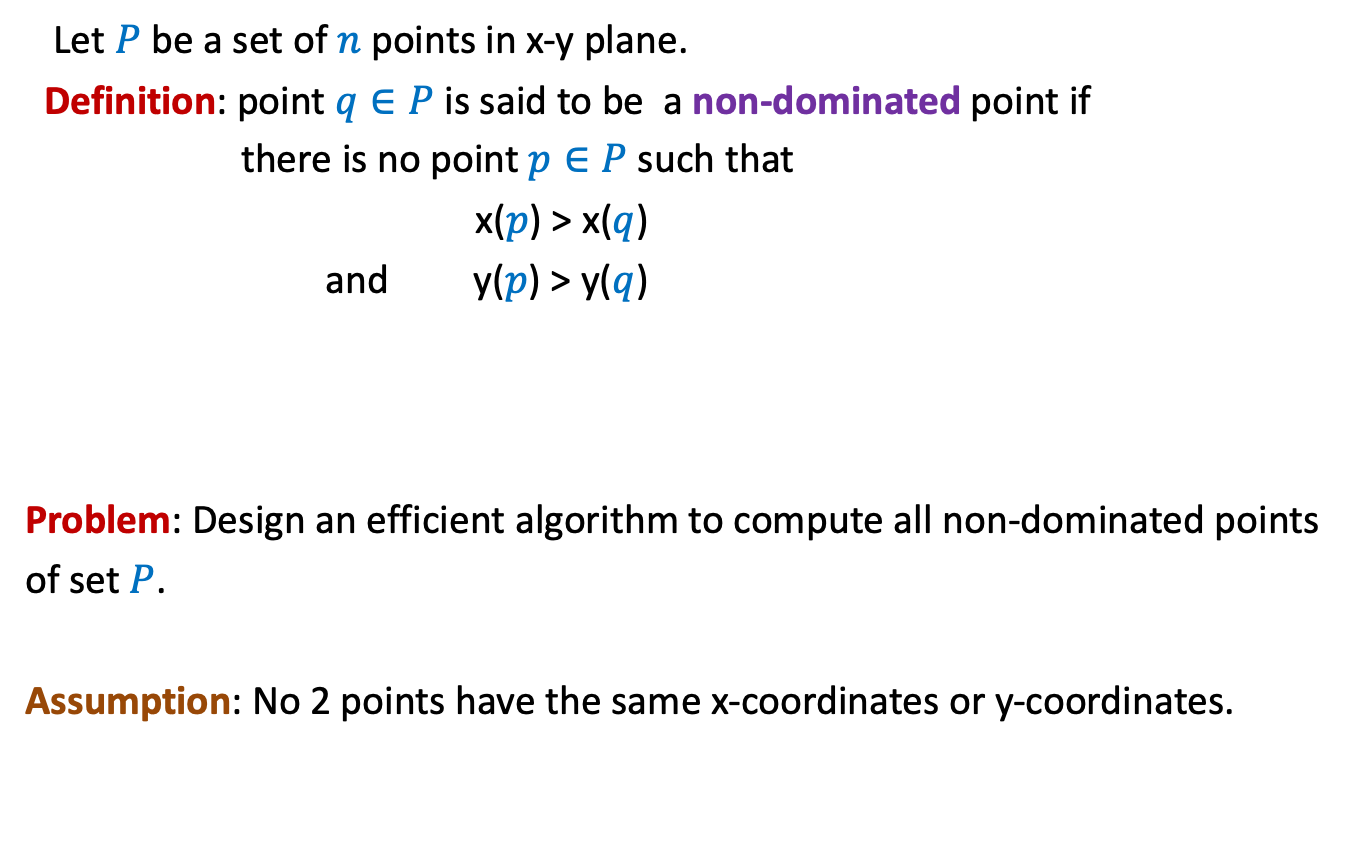 Let P be a set of n points in x-y plane.
Definition: point q ∈ P is said to be a non-dominated point if
there is no point p ∈ P such that
x(p) > x(q)
and y(p) > y(q)
Problem: Design an efficient algorithm to compute all non-dominated points
of set P.
Assumption: No 2 points have the same x-coordinates or y-coordinates.